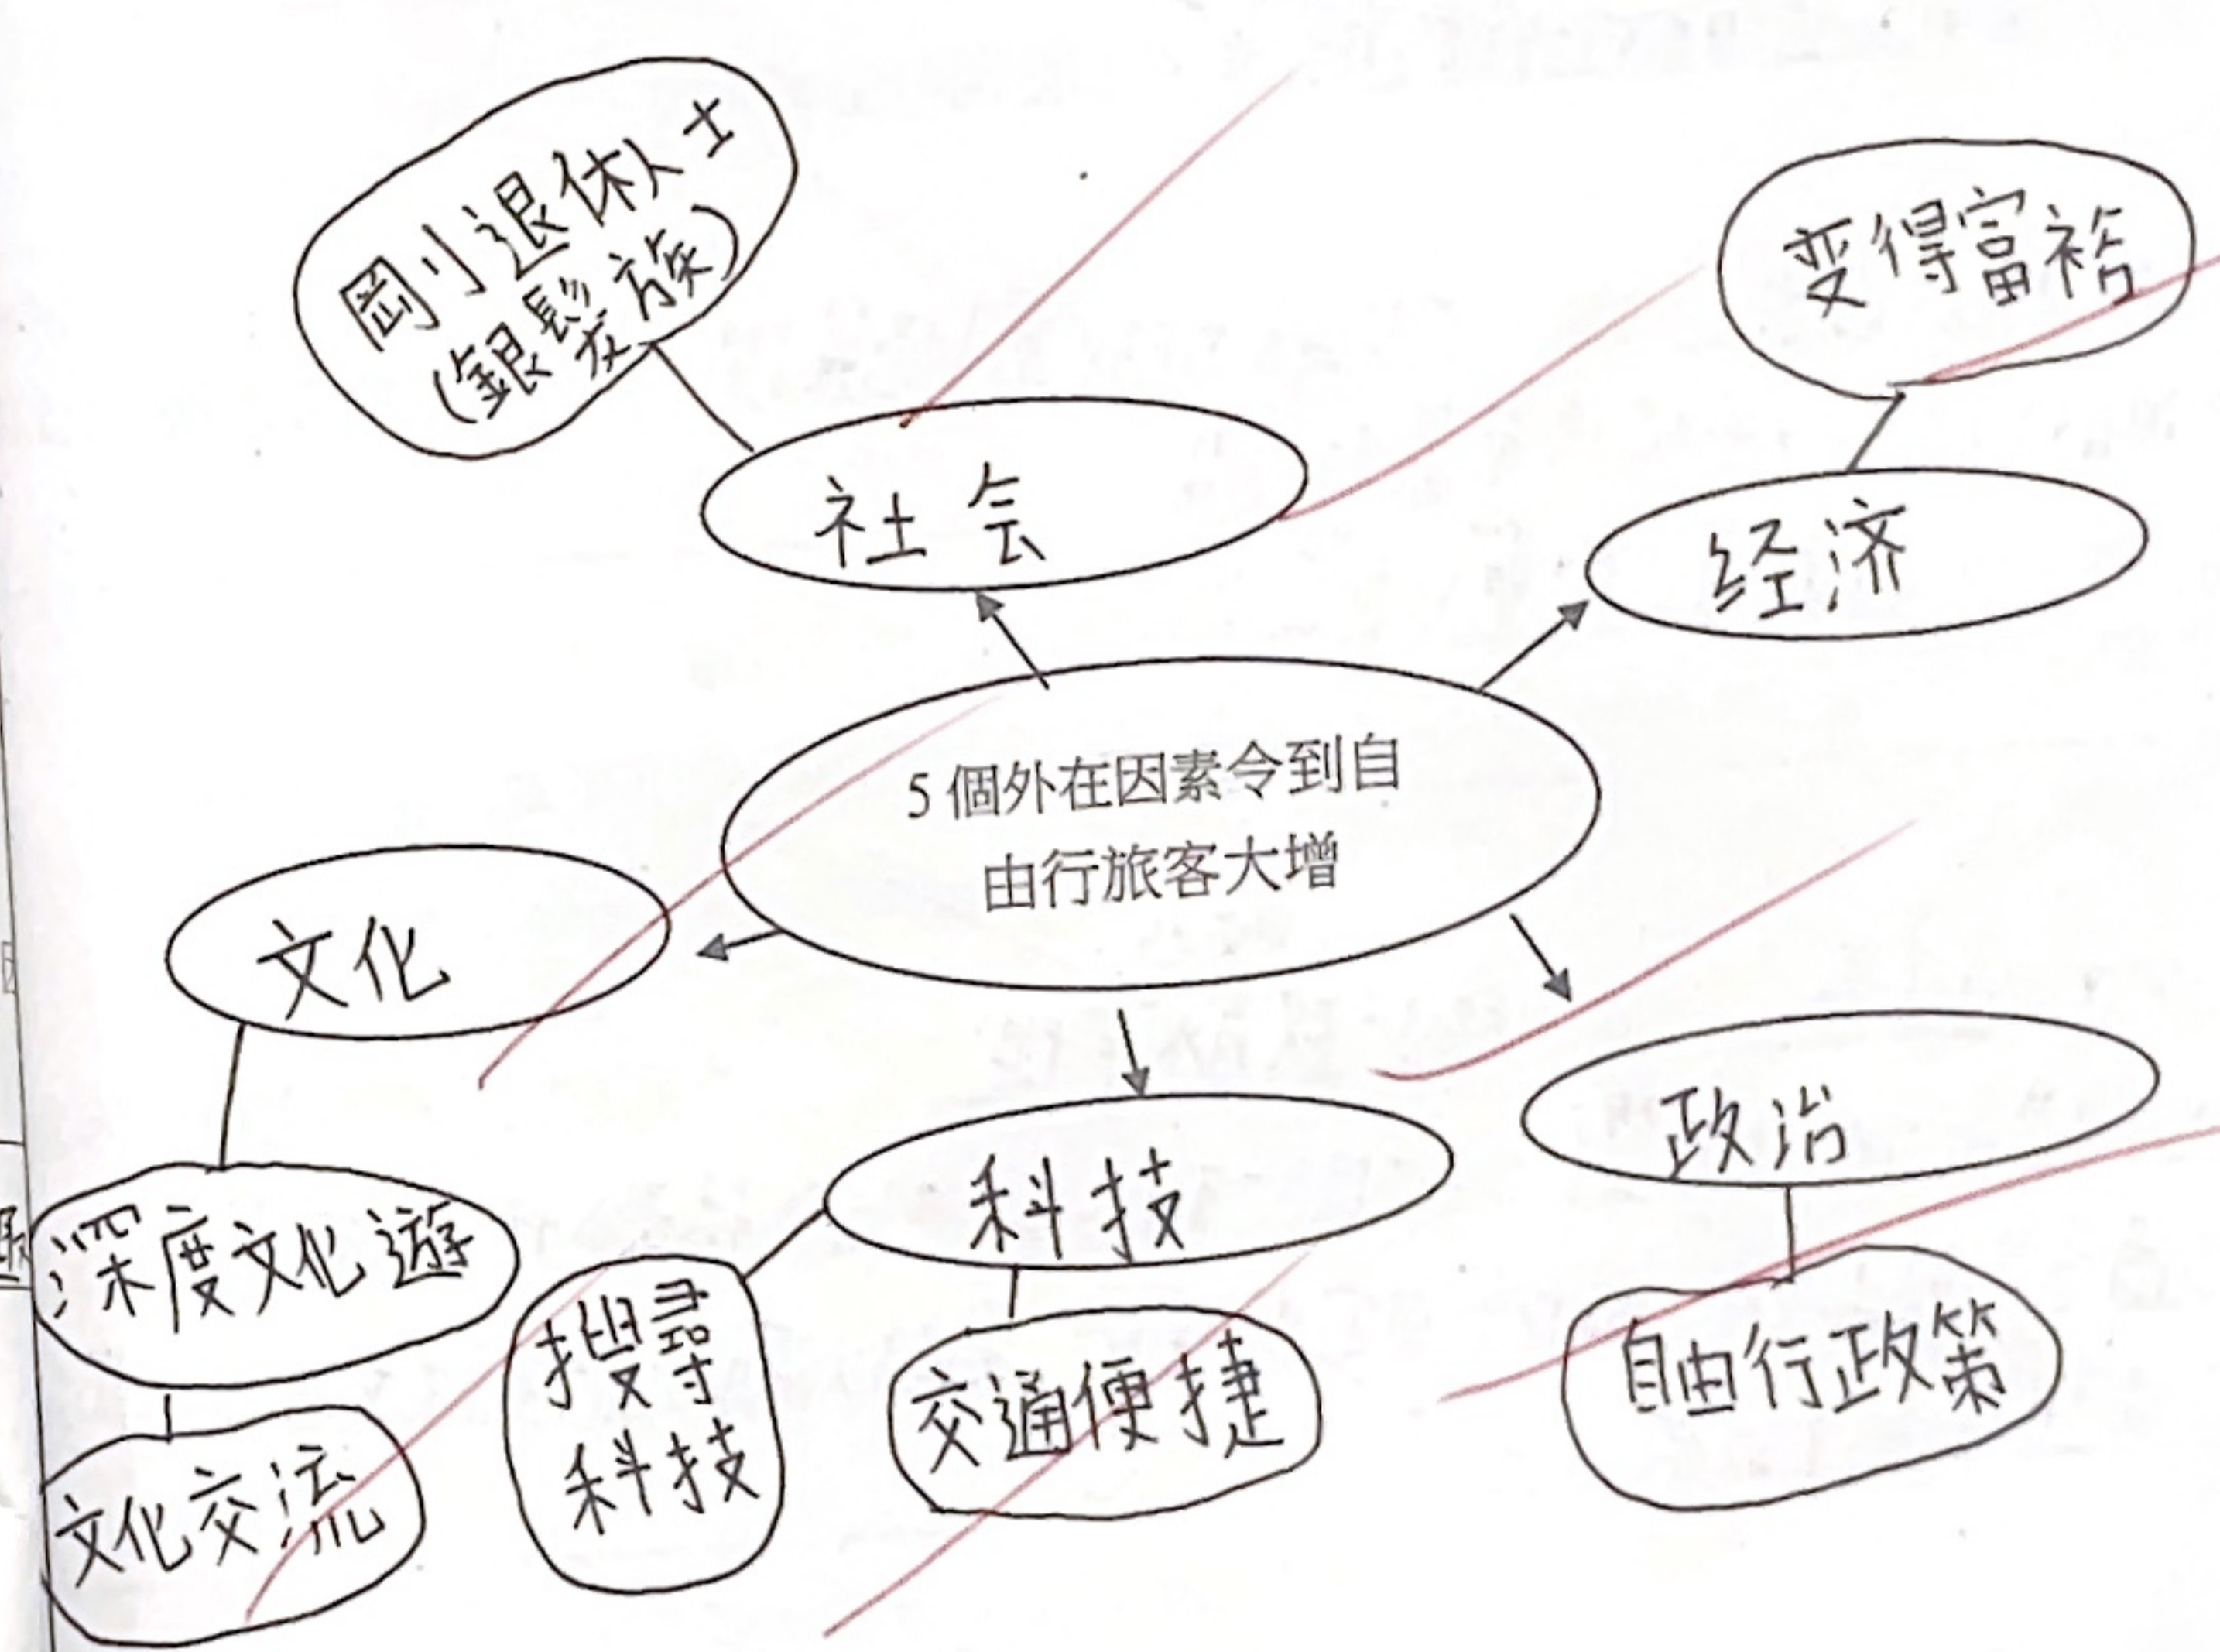 剛退休人士
(銀髮族)
变得富裕
社会
经济
5 個外在因素令到自
由行旅客大增
文化
政治
科技
深度文化遊
搜尋
科技
交通便捷
自由行政策
文化交流